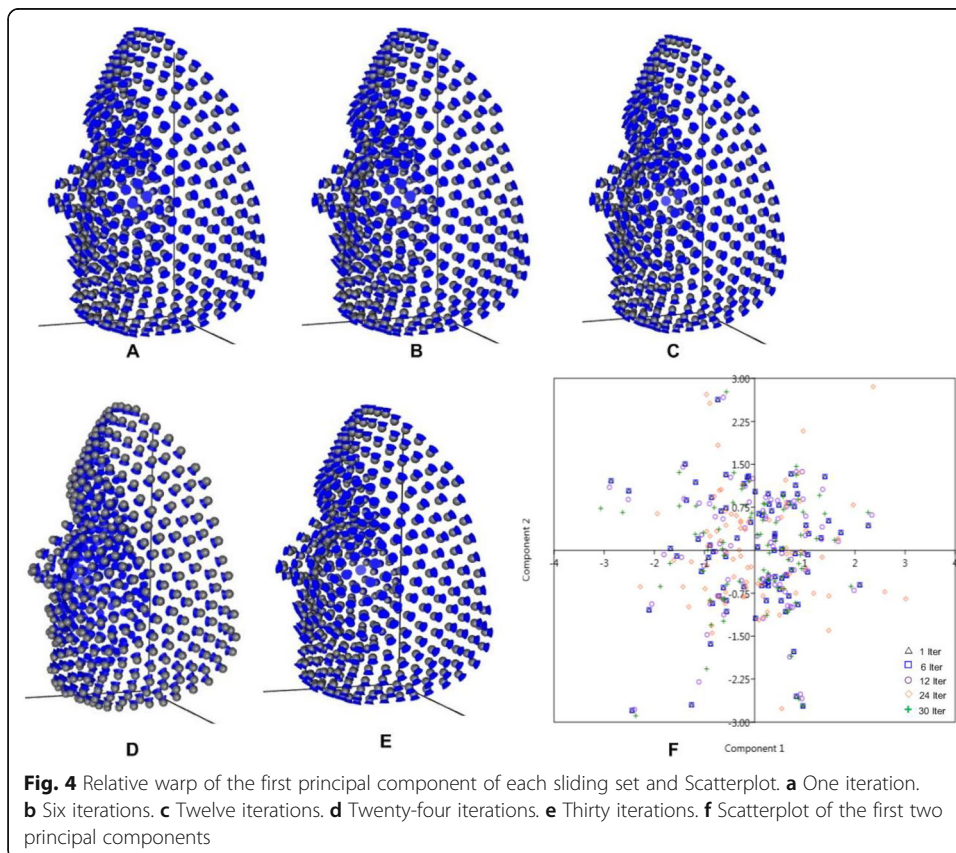 A
B
C
D
E
F
3.00
2.25
1.50
0.75
-0.75
-1.50
-2.25
-3.00
-4
-3
-2
-1
1
2
3
4
Component 2
Component 1
1 Iter
6 Iter
12 Iter
24 Iter
30 Iter
Fig. 4 Relative warp of the first principal component of each sliding set and Scatterplot. a One iteration.
b Six iterations. c Twelve iterations. d Twenty-four iterations. e Thirty iterations. f Scatterplot of the first two
principal components